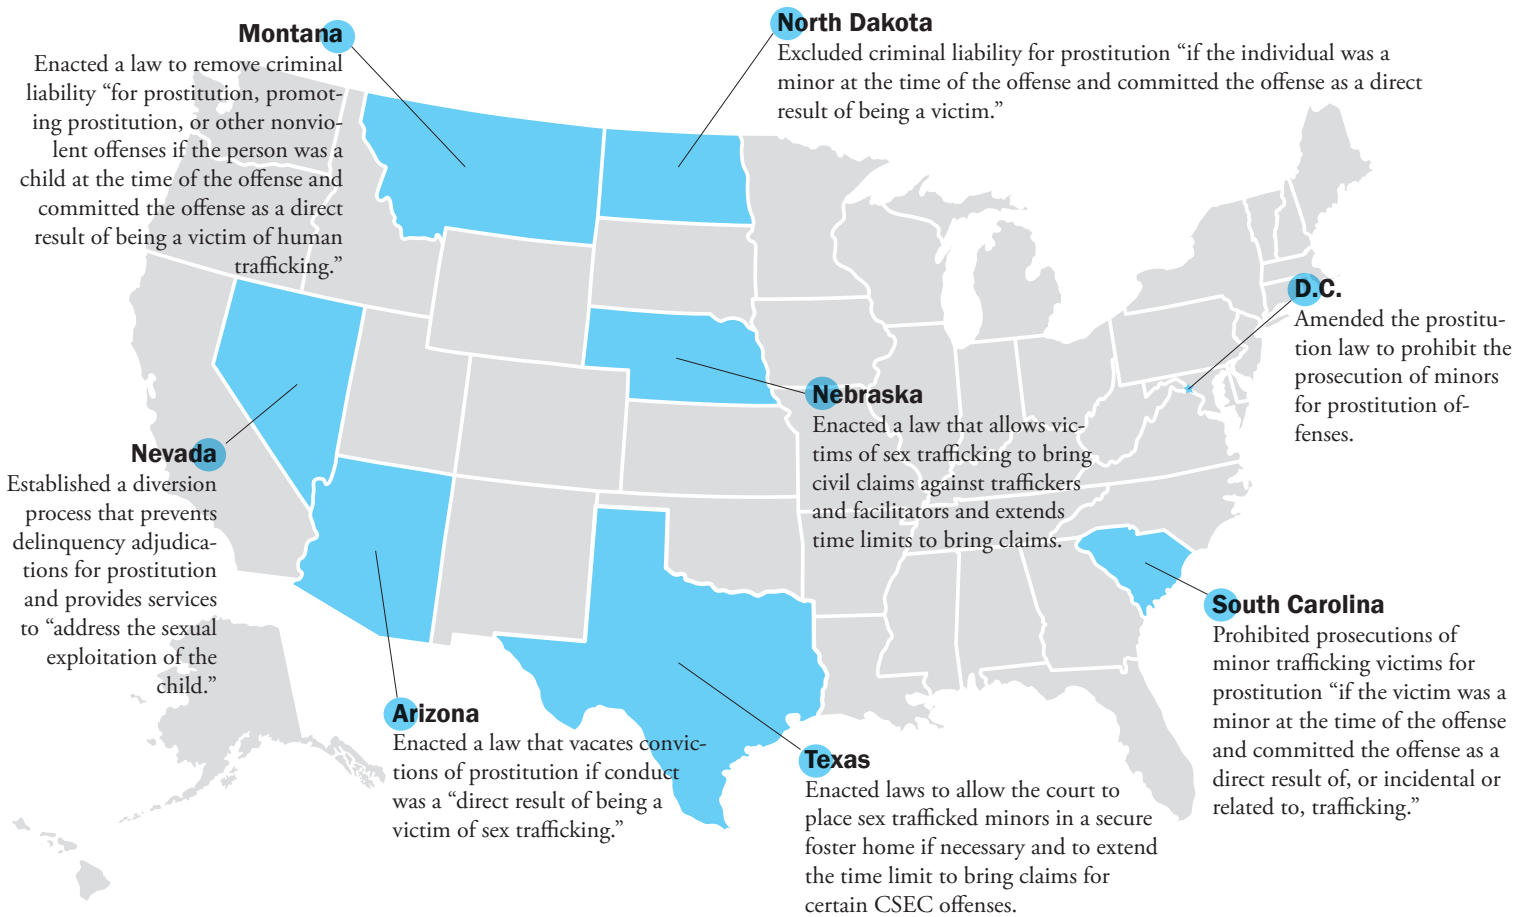 Montana
Enacted a law to remove criminal
liability “for prostitution, promot-
ing prostitution, or other nonvio-
lent offenses if the person was a
child at the time of the offense and
committed the offense as a direct
result of being a victim of human
trafficking.”
North Dakota
Excluded criminal liability for prostitution “if the individual was a
minor at the time of the offense and committed the offense as a direct
result of being a victim.”
D.C.
Amended the prostitu-
tion law to prohibit the
prosecution of minors
for prostitution of-
fenses.
Nebraska
Enacted a law that allows vic-
tims of sex trafficking to bring
civil claims against traffickers
and facilitators and extends
time limits to bring claims.
Nevada
Established a diversion
process that prevents
delinquency adjudica-
tions for prostitution
and provides services
to “address the sexual
exploitation of the
child.”
South Carolina
Prohibited prosecutions of
minor trafficking victims for
prostitution “if the victim was a
minor at the time of the offense
and committed the offense as a
direct result of, or incidental or
related to, trafficking.”
Arizona
Enacted a law that vacates convic-
tions of prostitution if conduct
was a “direct result of being a
victim of sex trafficking.”
Texas
Enacted laws to allow the court to
place sex trafficked minors in a secure
foster home if necessary and to extend
the time limit to bring claims for
certain CSEC offenses.